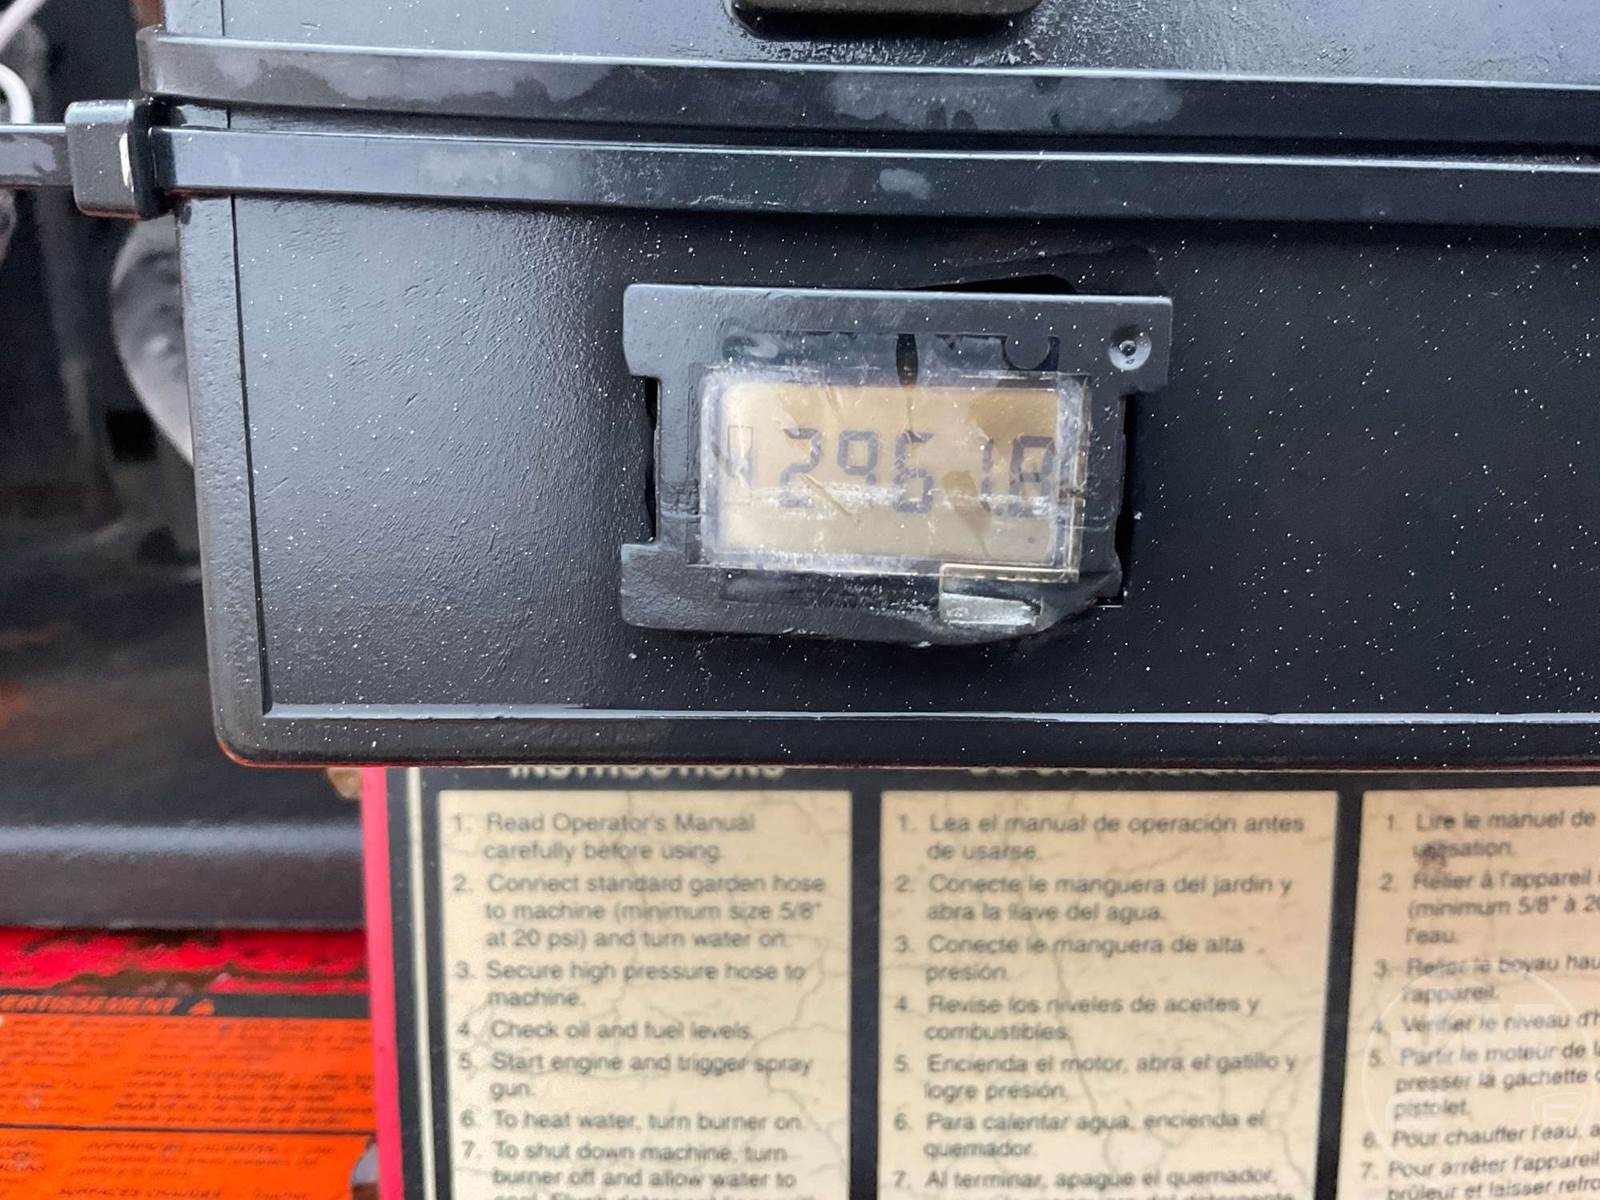 2961.8
INSTRUCTIONS
1. Read Operator's Manual
carefully before using.
2. Connect standard garden hose
to machine (minimum size 5/8"
at 20 psi) and turn water on.
3. Secure high pressure hose to
machine.
4. Check oil and fuel levels.
5. Start engine and trigger spray
gun.
6. To heat water, turn burner on.
7. To shut down machine, turn
burner off and allow water to
1. Lea el manual de operación antes
de usarse.
2. Conecte le manguera del jardin y
abra la llave del agua.
3. Conecte le manguera de alta
presión.
4. Revise los niveles de aceites y
combustibles.
5. Encienda el motor, abra el gatillo y
logre presión.
6. Para calentar agua, encienda el
quemador.
7. Al terminar, apague el quemador,
1. Lire le manuel de
2. Relier à l'appareil
(minimum 5/8" à 20
l'eau.
3. Relier le boyau hau
l'appareil.
4. Vérifier le niveau d'h
5. Partir le moteur de l
presser la gâchette
pistolet.
6. Pour chauffer l'eau, a
7. Pour arrêter l'appareil
brûleur et laisser refro
ERTISSEMENT